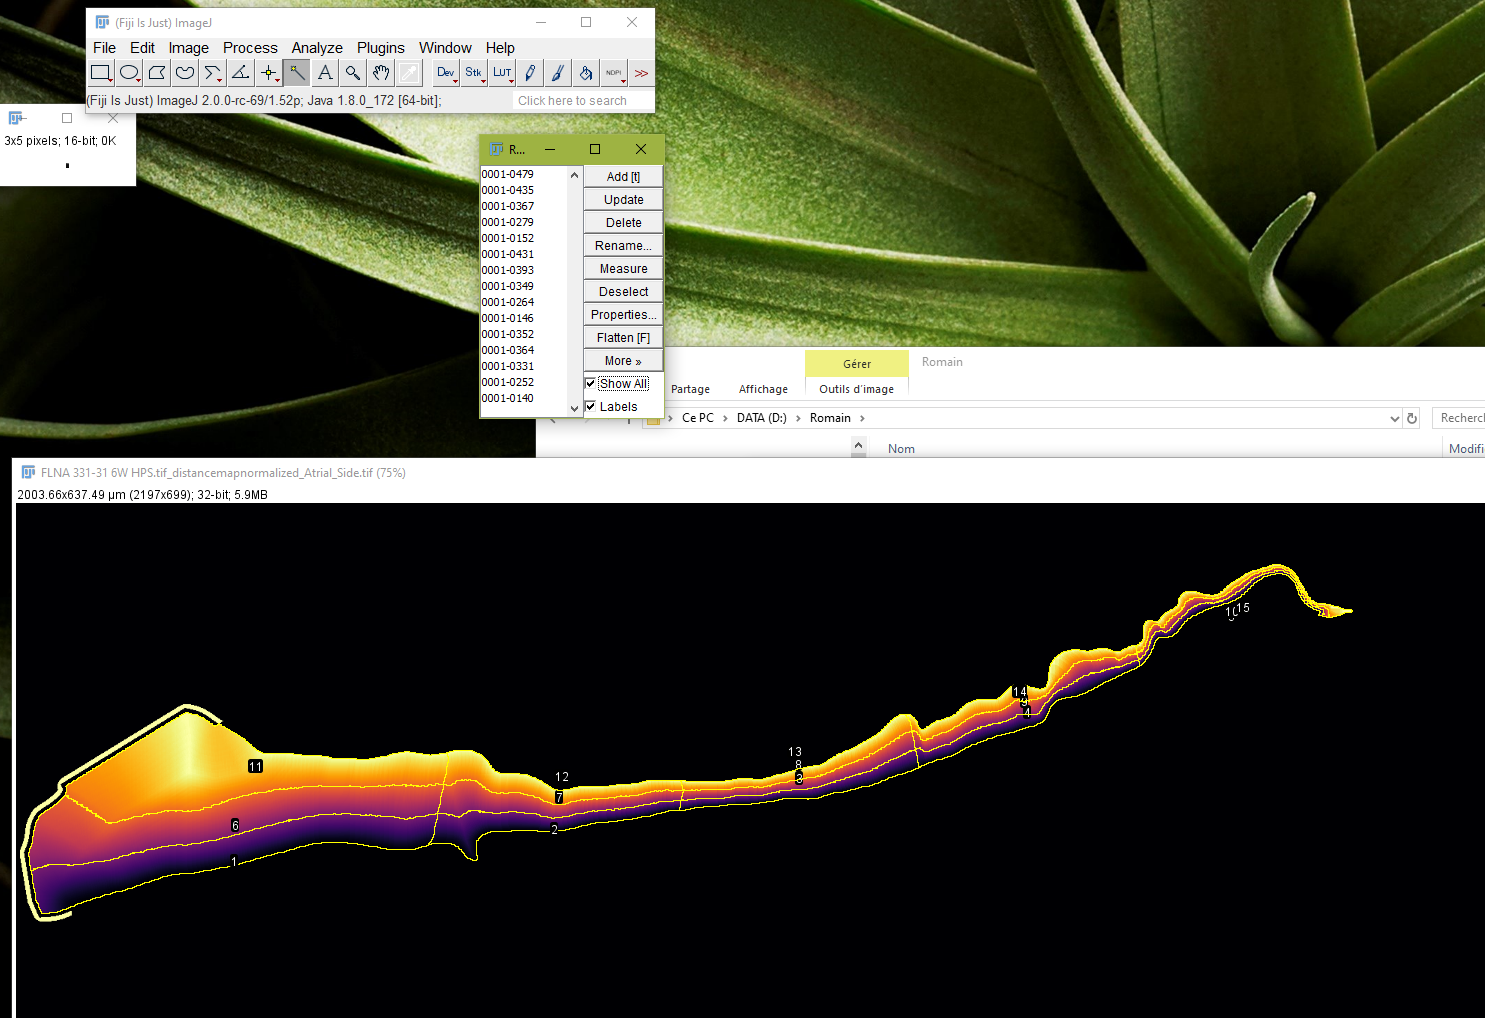 (Fiji Is Just) ImageJ
File Edit Image Process Analyze Plugins Window Help
Dev Stk LUT NDPI >>
(Fiji Is Just) ImageJ 2.0.0-rc-69/1.52p; Java 1.8.0_172 [64-bit];
Click here to search
3x5 pixels; 16-bit; 0K
R...
0001-0479
0001-0435
0001-0367
0001-0279
0001-0152
0001-0431
0001-0393
0001-0349
0001-0264
0001-0146
0001-0352
0001-0364
0001-0331
0001-0252
0001-0140
Add [t]
Update
Delete
Rename...
Measure
Deselect
Properties...
Flatten [F]
More »
Show All
Labels
Gérer
Romain
Partage
Affichage
Outils d'image
Ce PC > DATA (D:) > Romain >
Recherc
Nom
Modifi
FLNA 331-31 6W HPS.tif_distancemapnormalized_Atrial_Side.tif (75%)
2003.66x637.49 µm (2197x699); 32-bit; 5.9MB
15
14
4
13
8
3
12
7
2
11
6
1